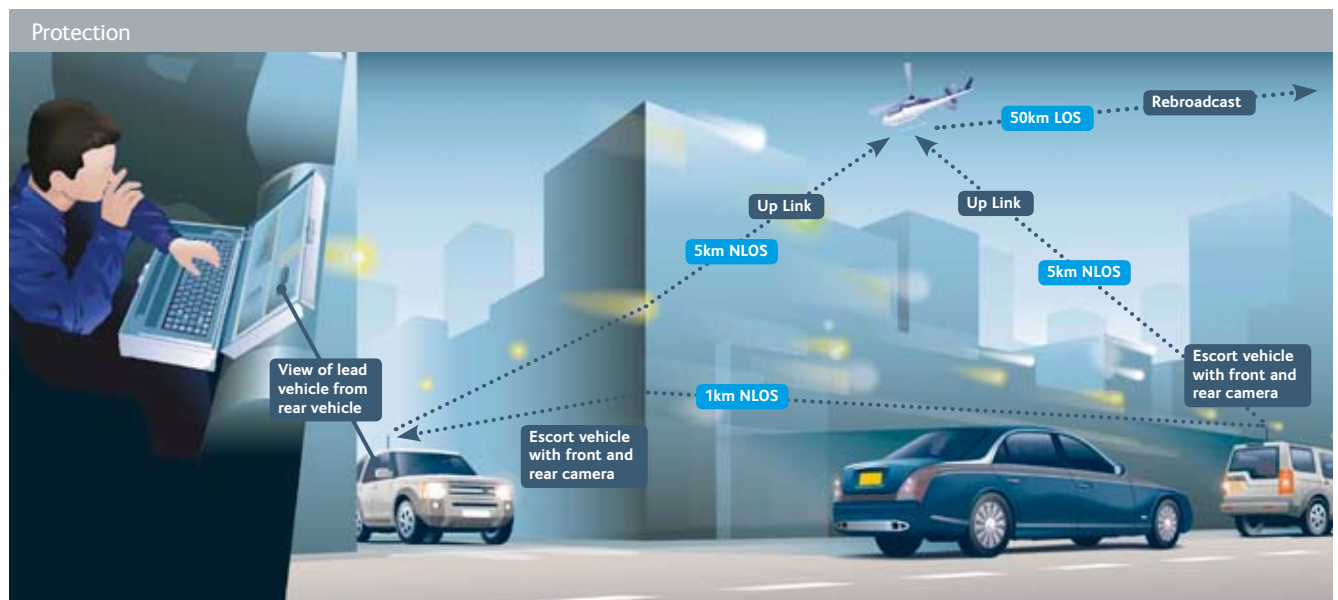 Protection
50km LOS
Rebroadcast
Up Link
Up Link
5km NLOS
5km NLOS
View of lead
vehicle from
rear vehicle
1km NLOS
Escort vehicle
with front and
rear camera
Escort vehicle
with front and
rear camera